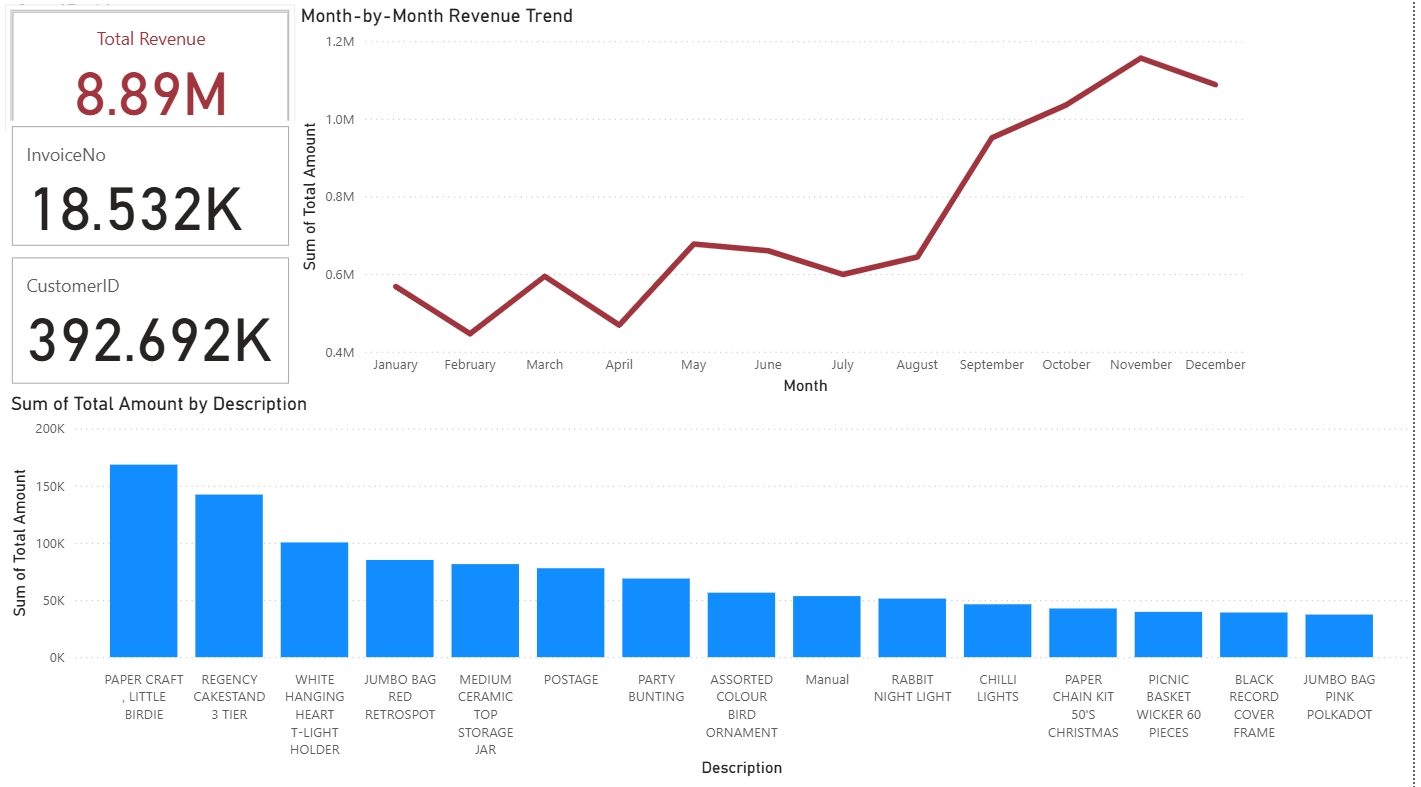 Total Revenue
8.89M
InvoiceNo
18.532K
CustomerID
392.692K
Month-by-Month Revenue Trend
Sum of Total Amount
1.2M
1.0M
0.8M
0.6M
0.4M
January February March April May June July August September October November December
Month
Sum of Total Amount by Description
Sum of Total Amount
200K
150K
100K
50K
0K
PAPER CRAFT
, LITTLE
BIRDIE
REGENCY
CAKESTAND
3 TIER
WHITE
HANGING
HEART
T-LIGHT
HOLDER
JUMBO BAG
RED
RETROSPOT
MEDIUM
CERAMIC
TOP
STORAGE
JAR
POSTAGE
PARTY
BUNTING
ASSORTED
COLOUR
BIRD
ORNAMENT
Manual
RABBIT
NIGHT LIGHT
CHILLI
LIGHTS
PAPER
CHAIN KIT
50'S
CHRISTMAS
PICNIC
BASKET
WICKER 60
PIECES
BLACK
RECORD
COVER
FRAME
JUMBO BAG
PINK
POLKADOT
Description